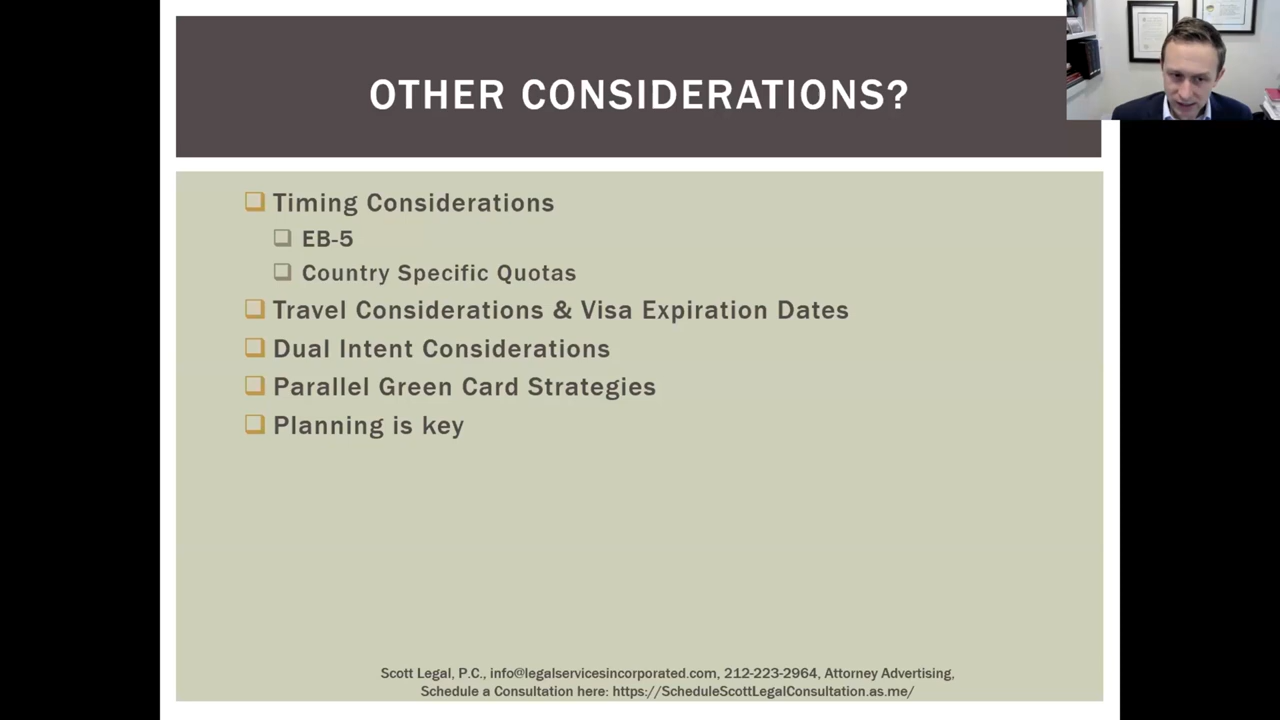 OTHER CONSIDERATIONS?
Timing Considerations
EB-5
Country Specific Quotas
Travel Considerations & Visa Expiration Dates
Dual Intent Considerations
Parallel Green Card Strategies
Planning is key
Scott Legal, P.C., info@legalservicesincorporated.com, 212-223-2964, Attorney Advertising,
Schedule a Consultation here: https://ScheduleScottLegalConsultation.as.me/